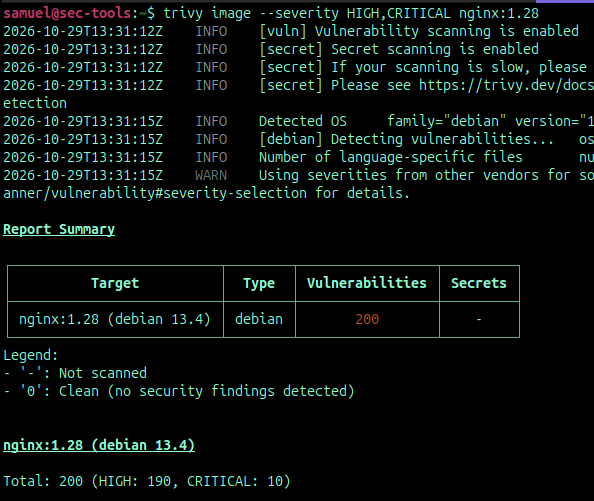 samuel@sec-tools:~$ trivy image --severity HIGH,CRITICAL nginx:1.28
2026-10-29T13:31:12Z INFO [vuln] Vulnerability scanning is enabled
2026-10-29T13:31:12Z INFO [secret] Secret scanning is enabled
2026-10-29T13:31:12Z INFO [secret] If your scanning is slow, please
2026-10-29T13:31:12Z INFO [secret] Please see https://trivy.dev/docs
etection
2026-10-29T13:31:15Z INFO Detected OS family="debian" version="1
2026-10-29T13:31:15Z INFO [debian] Detecting vulnerabilities... os
2026-10-29T13:31:15Z INFO Number of language-specific files nu
2026-10-29T13:31:15Z WARN Using severities from other vendors for so
anner/vulnerability#severity-selection for details.
Report Summary
Target Type Vulnerabilities Secrets
nginx:1.28 (debian 13.4) debian 200 -
Legend:
- '-': Not scanned
- '0': Clean (no security findings detected)
nginx:1.28 (debian 13.4)
Total: 200 (HIGH: 190, CRITICAL: 10)